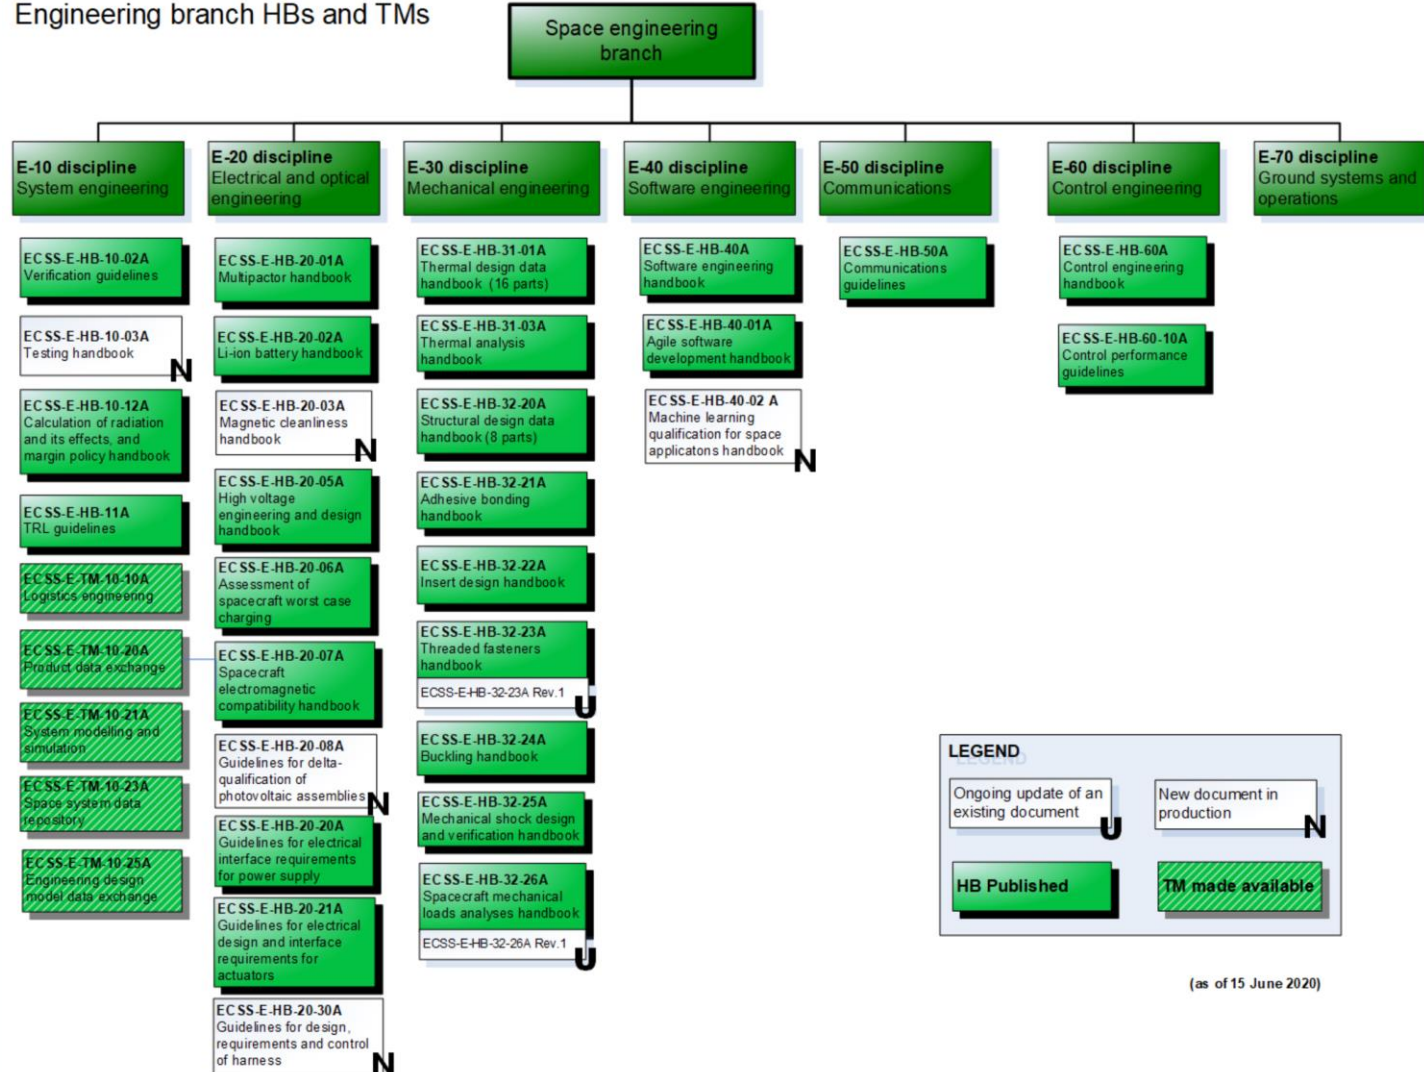 Engineering branch HBs and TMs
Space engineering
branch
E-10 discipline
System engineering
E-20 discipline
Electrical and optical
engineering
E-30 discipline
Mechanical engineering
E-40 discipline
Software engineering
E-50 discipline
Communications
E-60 discipline
Control engineering
E-70 discipline
Ground systems and
operations
ECSS-E-HB-10-02A
Verification guidelines
ECSS-E-HB-10-03A
Testing handbook
N
ECSS-E-HB-10-12A
Calculation of radiation
and its effects, and
margin policy handbook
ECSS-E-HB-11A
TRL guidelines
ECSS-E-TM-10-10A
Logistics engineering
ECSS-E-TM-10-20A
Product data exchange
ECSS-E-TM-10-21A
System modelling and
simulation
ECSS-E-TM-10-23A
Space system data
repository
ECSS-E-TM-10-25A
Engineering design
model data exchange
ECSS-E-HB-20-01A
Multipactor handbook
ECSS-E-HB-20-02A
Li-ion battery handbook
ECSS-E-HB-20-03A
Magnetic cleanliness
handbook
N
ECSS-E-HB-20-05A
High voltage
engineering and design
handbook
ECSS-E-HB-20-06A
Assessment of
spacecraft worst case
charging
ECSS-E-HB-20-07A
Spacecraft
electromagnetic
compatibility handbook
ECSS-E-HB-20-08A
Guidelines for delta-
qualification of
photovoltaic assemblies
N
ECSS-E-HB-20-20A
Guidelines for electrical
interface requirements
for power supply
ECSS-E-HB-20-21A
Guidelines for electrical
design and interface
requirements for
actuators
ECSS-E-HB-20-30A
Guidelines for design,
requirements and control
of harness
N
ECSS-E-HB-31-01A
Thermal design data
handbook (16 parts)
ECSS-E-HB-31-03A
Thermal analysis
handbook
ECSS-E-HB-32-20A
Structural design data
handbook (8 parts)
ECSS-E-HB-32-21A
Adhesive bonding
handbook
ECSS-E-HB-32-22A
Insert design handbook
ECSS-E-HB-32-23A
Threaded fasteners
handbook
ECSS-E-HB-32-23A Rev.1
U
ECSS-E-HB-32-24A
Buckling handbook
ECSS-E-HB-32-25A
Mechanical shock design
and verification handbook
ECSS-E-HB-32-26A
Spacecraft mechanical
loads analyses handbook
ECSS-E-HB-32-26A Rev.1
U
ECSS-E-HB-40A
Software engineering
handbook
ECSS-E-HB-40-01A
Agile software
development handbook
ECSS-E-HB-40-02 A
Machine learning
qualification for space
applicatons handbook
N
ECSS-E-HB-50A
Communications
guidelines
ECSS-E-HB-60A
Control engineering
handbook
ECSS-E-HB-60-10A
Control performance
guidelines
LEGEND
Ongoing update of an
existing document
U
New document in
production
N
HB Published
TM made available
(as of 15 June 2020)